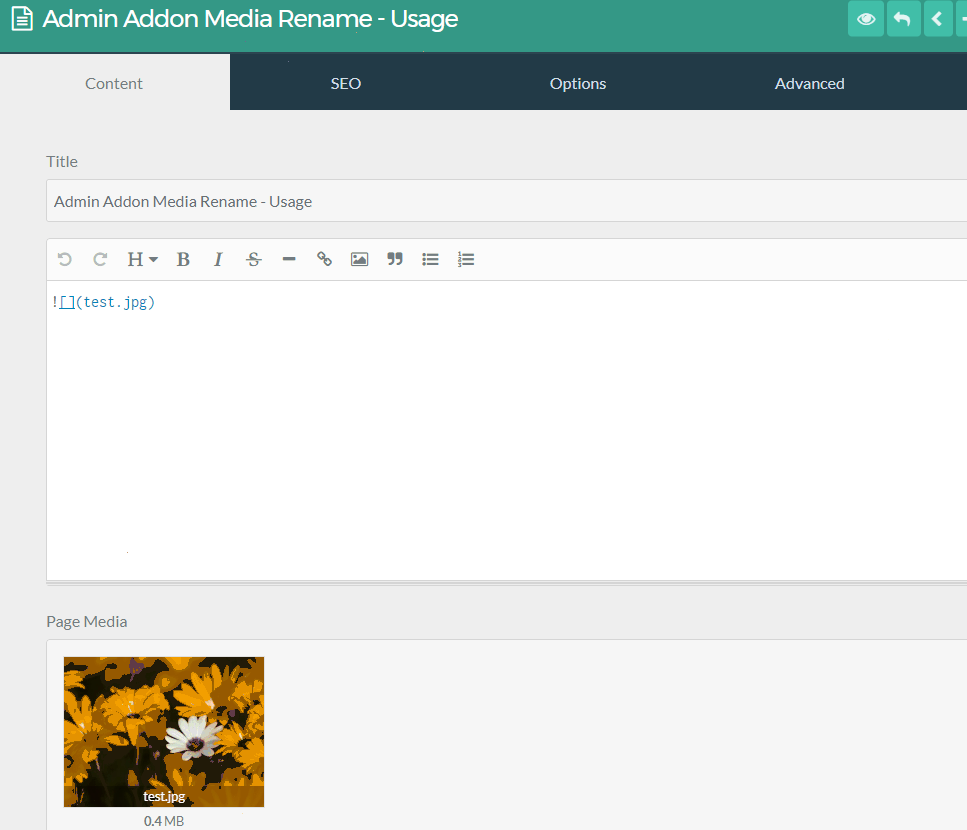 Admin Addon Media Rename - Usage
Content
SEO
Options
Advanced
Title
Admin Addon Media Rename - Usage
H B I S
![](test.jpg)
Page Media
test.jpg
0.4 MB